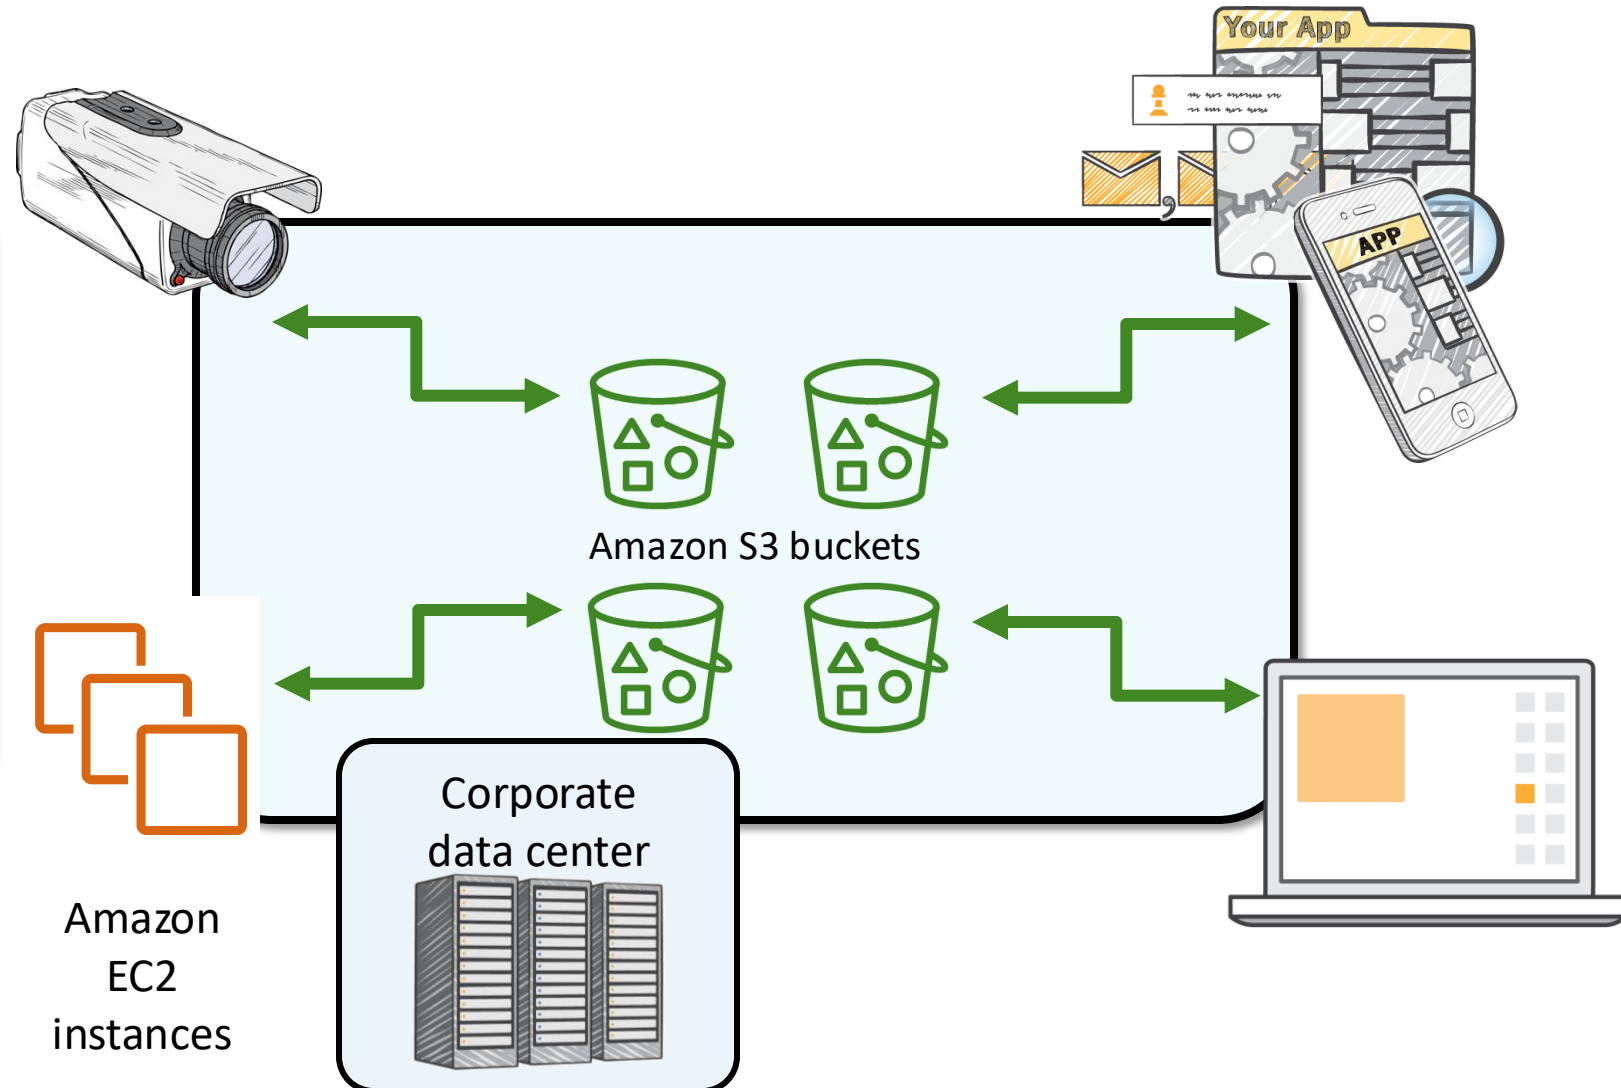 Your App
APP
Amazon S3 buckets
Corporate
data center
Amazon
EC2
instances